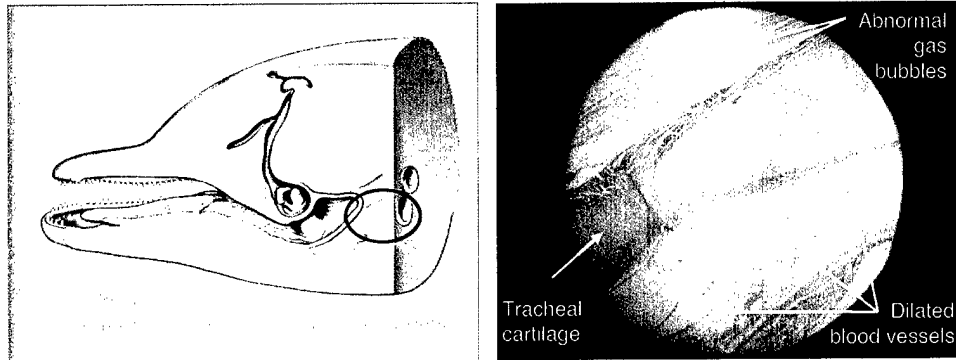 Abnormal
gas
bubbles
Tracheal
cartilage
Dilated
blood vessels